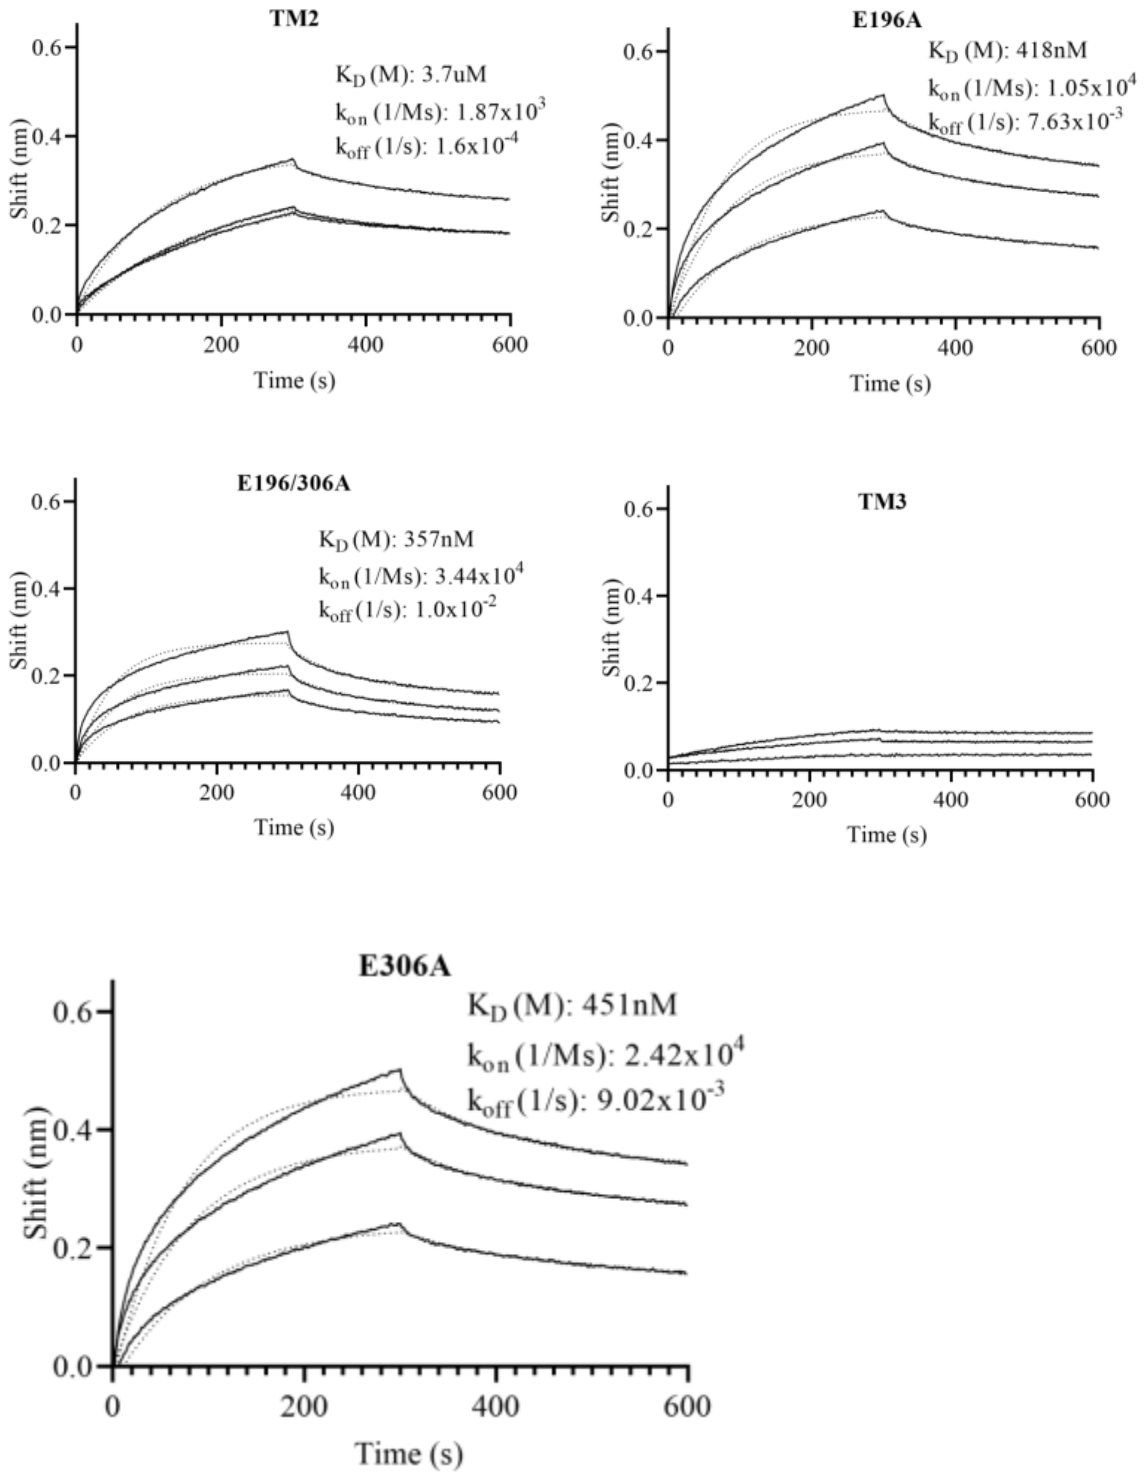 TM2
K_D (M): 3.7uM
k_on (1/Ms): 1.87x10^3
k_off (1/s): 1.6x10^-4
Shift (nm)
0.6
0.4
0.2
0.0
0 200 400 600
Time (s)
E196A
K_D (M): 418nM
k_on (1/Ms): 1.05x10^4
k_off (1/s): 7.63x10^-3
Shift (nm)
0.6
0.4
0.2
0.0
0 200 400 600
Time (s)
E196/306A
K_D (M): 357nM
k_on (1/Ms): 3.44x10^4
k_off (1/s): 1.0x10^-2
Shift (nm)
0.6
0.4
0.2
0.0
0 200 400 600
Time (s)
TM3
Shift (nm)
0.6
0.4
0.2
0.0
0 200 400 600
Time (s)
E306A
K_D (M): 451nM
k_on (1/Ms): 2.42x10^4
k_off (1/s): 9.02x10^-3
Shift (nm)
0.6
0.4
0.2
0.0
0 200 400 600
Time (s)